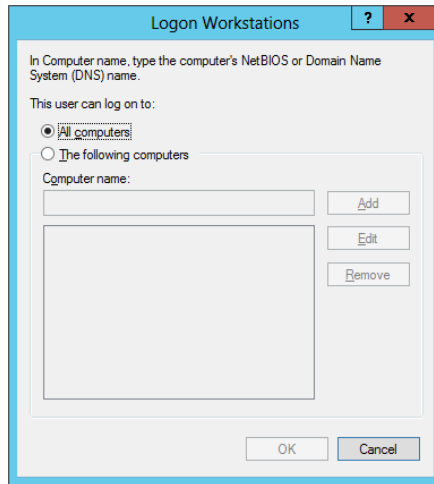 Logon Workstations
?
x
In Computer name, type the computer's NetBIOS or Domain Name
System (DNS) name.
This user can log on to:
All computers
The following computers
Computer name:
Add
Edit
Remove
OK
Cancel